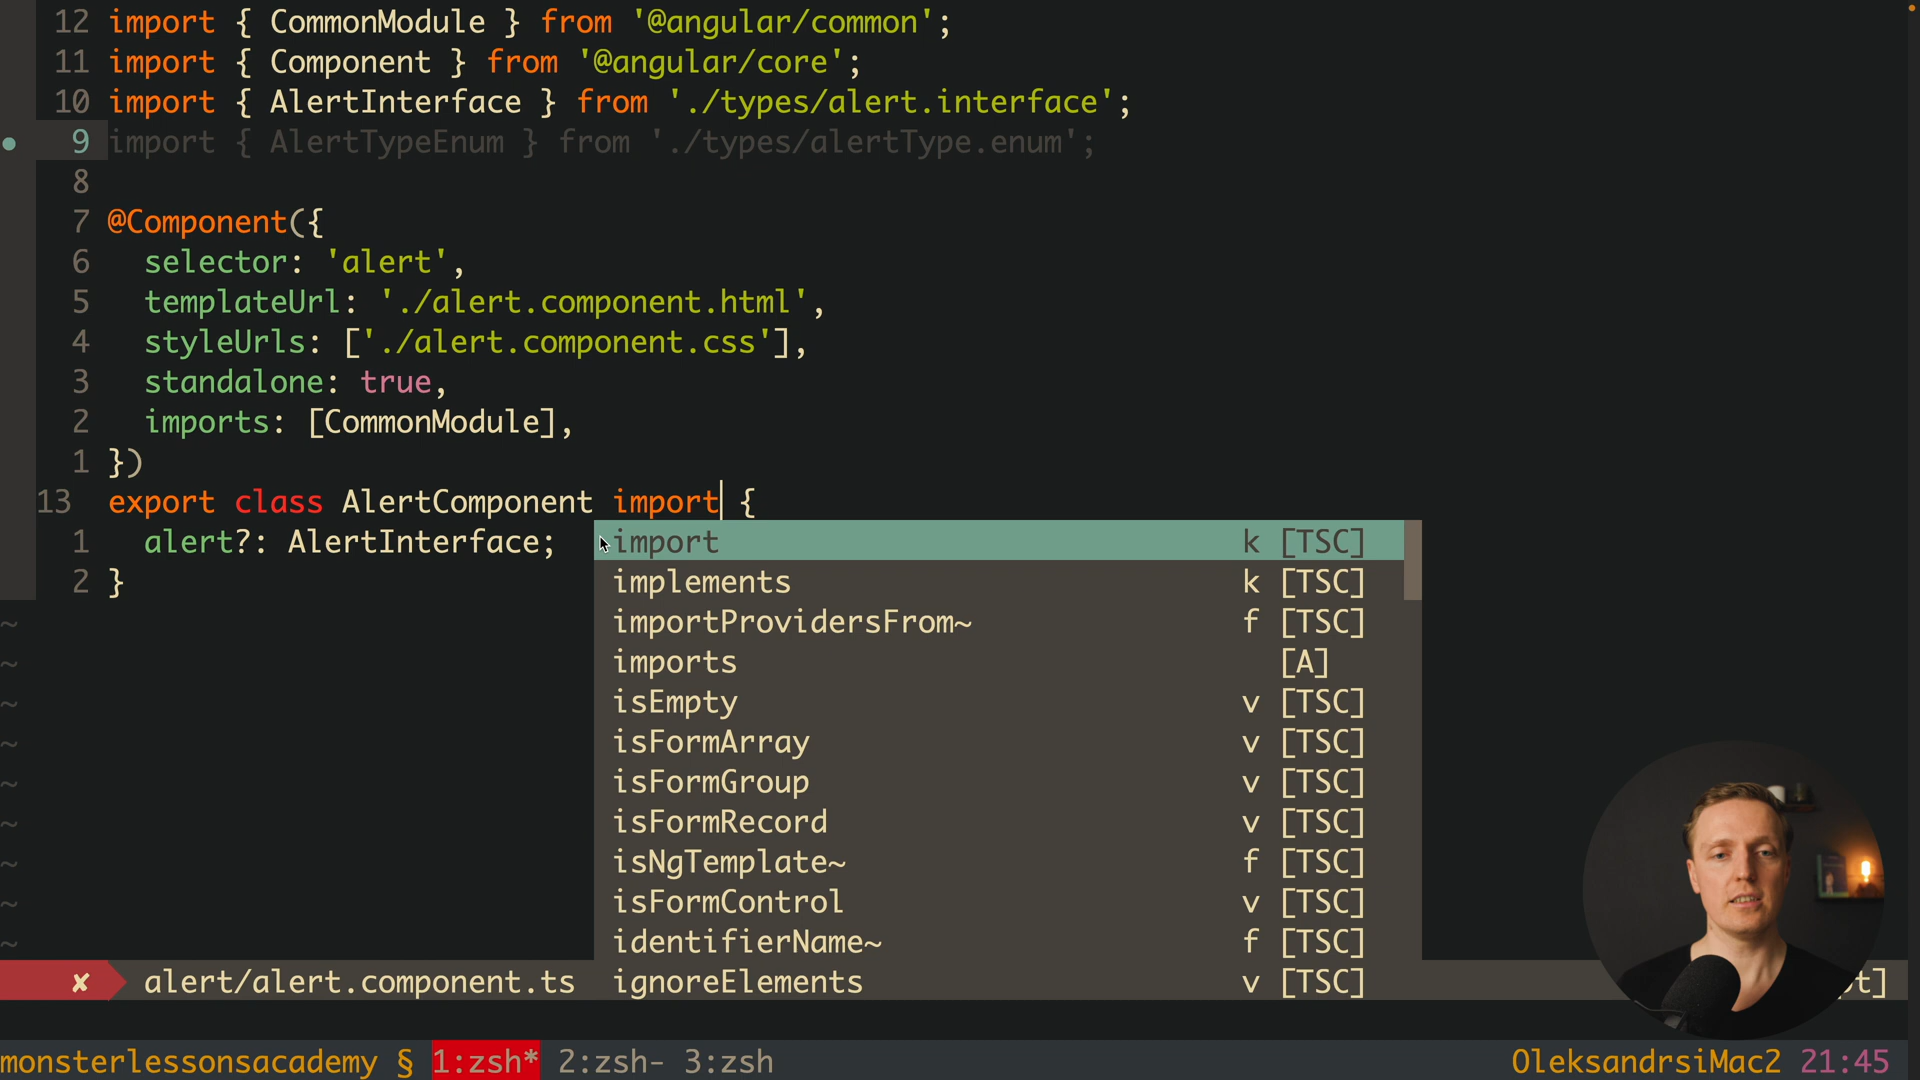 12 import { CommonModule } from '@angular/common';
11 import { Component } from '@angular/core';
10 import { AlertInterface } from './types/alert.interface';
9 import { AlertTypeEnum } from './types/alertType.enum';
8
7 @Component({
6   selector: 'alert',
5   templateUrl: './alert.component.html',
4   styleUrls: ['./alert.component.css'],
3   standalone: true,
2   imports: [CommonModule],
1 })
13 export class AlertComponent import {
1   alert?: AlertInterface;
2 }
import k [TSC]
implements k [TSC]
importProvidersFrom~ f [TSC]
imports [A]
isEmpty v [TSC]
isFormArray v [TSC]
isFormGroup v [TSC]
isFormRecord v [TSC]
isNgTemplate~ f [TSC]
isFormControl v [TSC]
identifierName~ f [TSC]
ignoreElements v [TSC]
~
~
~
~
~
~
~
~
~
✘ alert/alert.component.ts
monsterlessonsacademy § 1:zsh* 2:zsh- 3:zsh OleksandrsiMac2 21:45